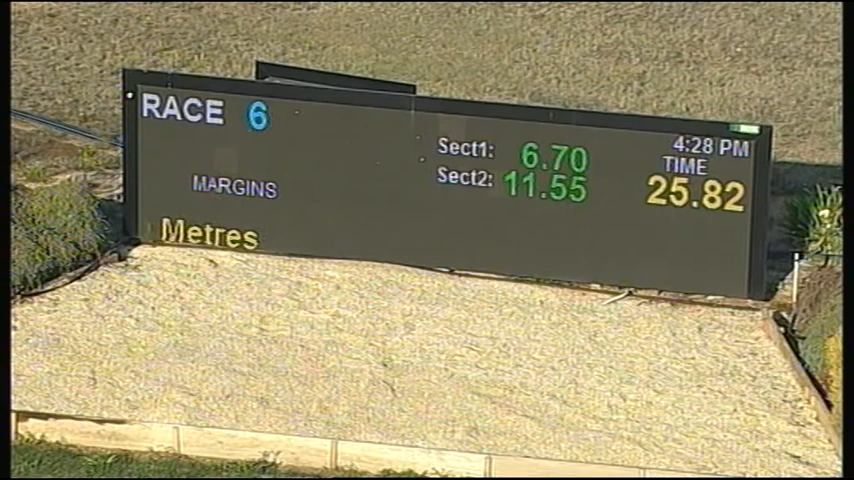 RACE 6
4:28 PM
Sect1: 6.70
TIME
Sect2: 11.55
25.82
MARGINS
Metres